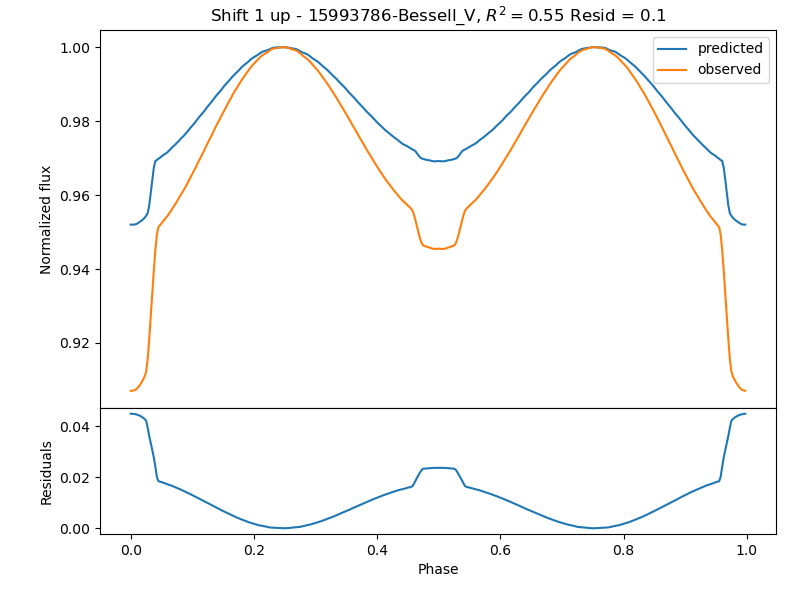 Shift 1 up - 15993786-Bessell_V, R² = 0.55 Resid = 0.1
predicted
observed
Normalized flux
1.00
0.98
0.96
0.94
0.92
Residuals
0.04
0.02
0.00
0.0
0.2
0.4
0.6
0.8
1.0
Phase